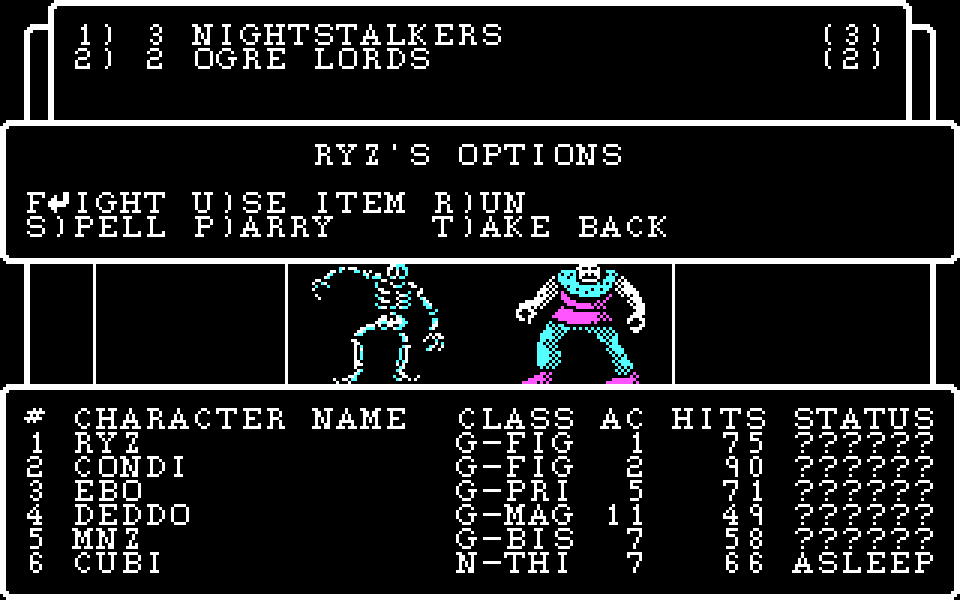 1) 3 NIGHTSTALKERS (3)
2) 2 OGRE LORDS (2)
RYZ'S OPTIONS
F↵IGHT U)SE ITEM R)UN
S)PELL P)ARRY T)AKE BACK
# CHARACTER NAME CLASS AC HITS STATUS
1 RYZ G-FIG 1 75 ??????
2 CONDI G-FIG 2 90 ??????
3 EBO G-PRI 5 71 ??????
4 DEDDO G-MAG 11 49 ??????
5 MNZ G-BIS 7 58 ??????
6 CUBI N-THI 7 66 ASLEEP